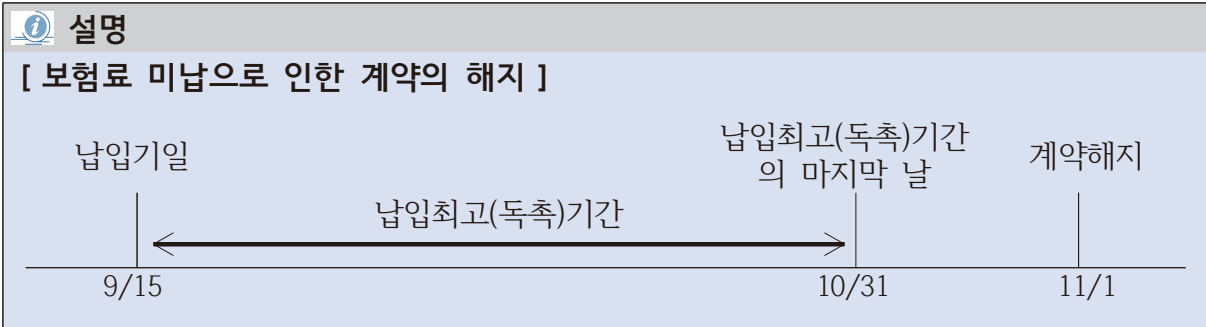 설명
[ 보험료 미납으로 인한 계약의 해지 ]
납입기일
납입최고(독촉)기간
의 마지막 날
계약해지
납입최고(독촉)기간
9/15
10/31
11/1